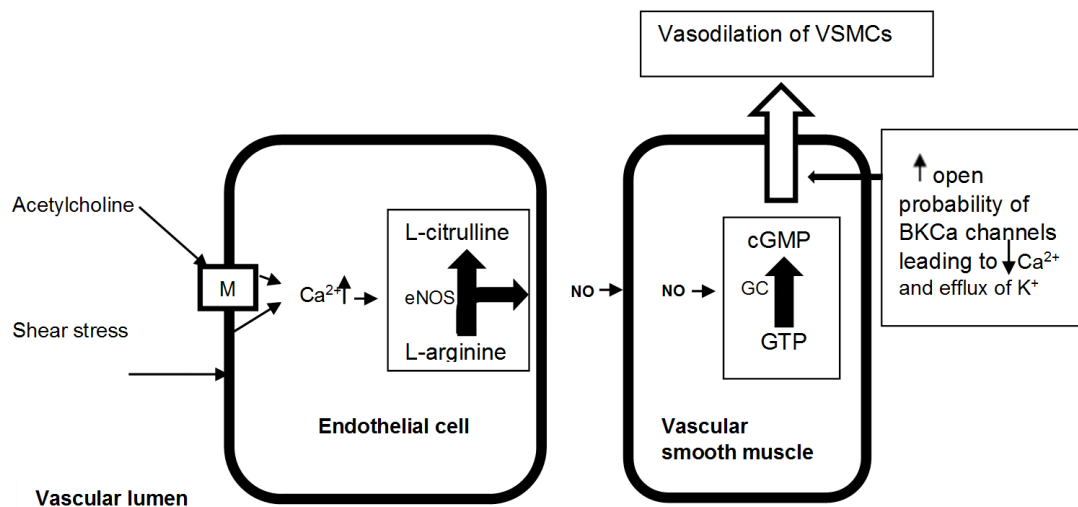 Vasodilation of VSMCs
Acetylcholine
M
Shear stress
Ca²⁺
L-citrulline
eNOS
L-arginine
Endothelial cell
Vascular lumen
NO
NO
cGMP
GC
GTP
Vascular
smooth muscle
open
probability of
BKCa channels
leading to Ca²⁺
and efflux of K⁺